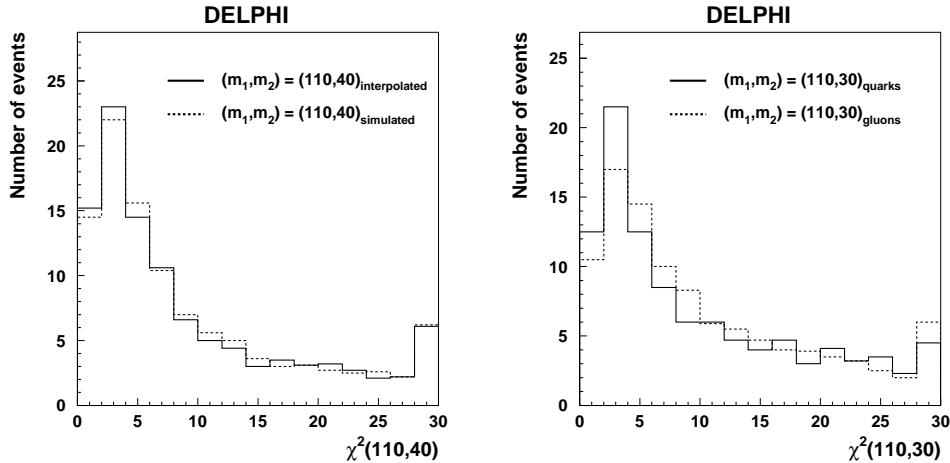 DELPHI
Number of events
25
20
15
10
5
0
(m₁,m₂) = (110,40)interpolated
(m₁,m₂) = (110,40)simulated
0 5 10 15 20 25 30
χ²(110,40)
DELPHI
Number of events
25
20
15
10
5
0
(m₁,m₂) = (110,30)quarks
(m₁,m₂) = (110,30)gluons
0 5 10 15 20 25 30
χ²(110,30)